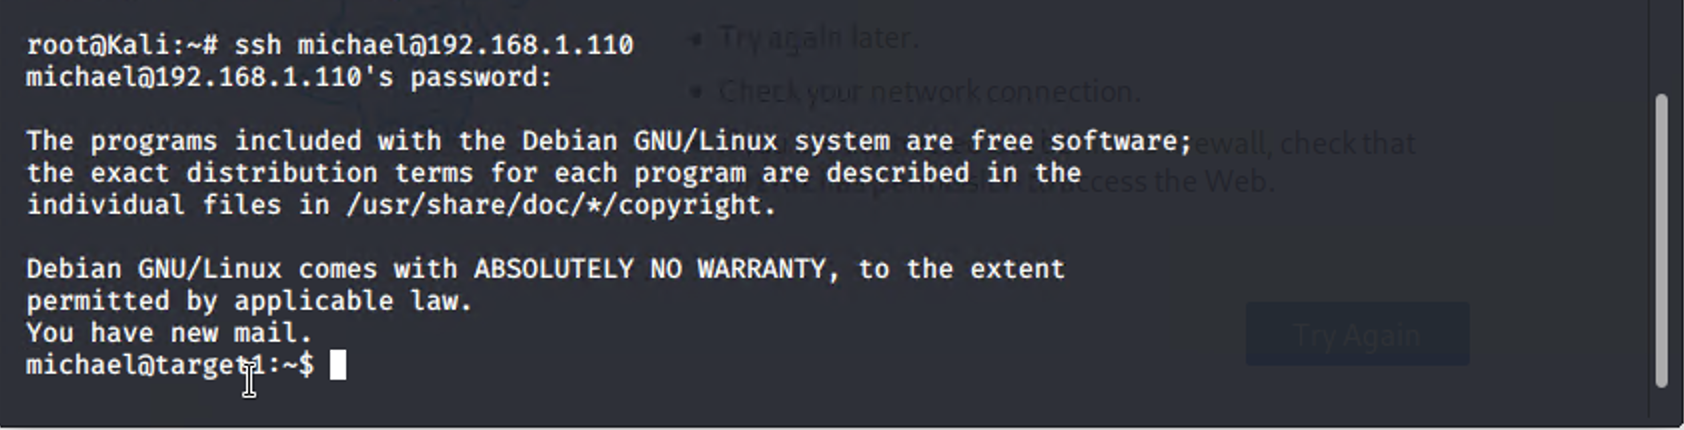 root@Kali:~# ssh michael@192.168.1.110
michael@192.168.1.110's password:
The programs included with the Debian GNU/Linux system are free software;
the exact distribution terms for each program are described in the
individual files in /usr/share/doc/*/copyright.
Debian GNU/Linux comes with ABSOLUTELY NO WARRANTY, to the extent
permitted by applicable law.
You have new mail.
michael@target1:~$
Try again later.
Check your network connection.
check that
access the Web.
Try Again